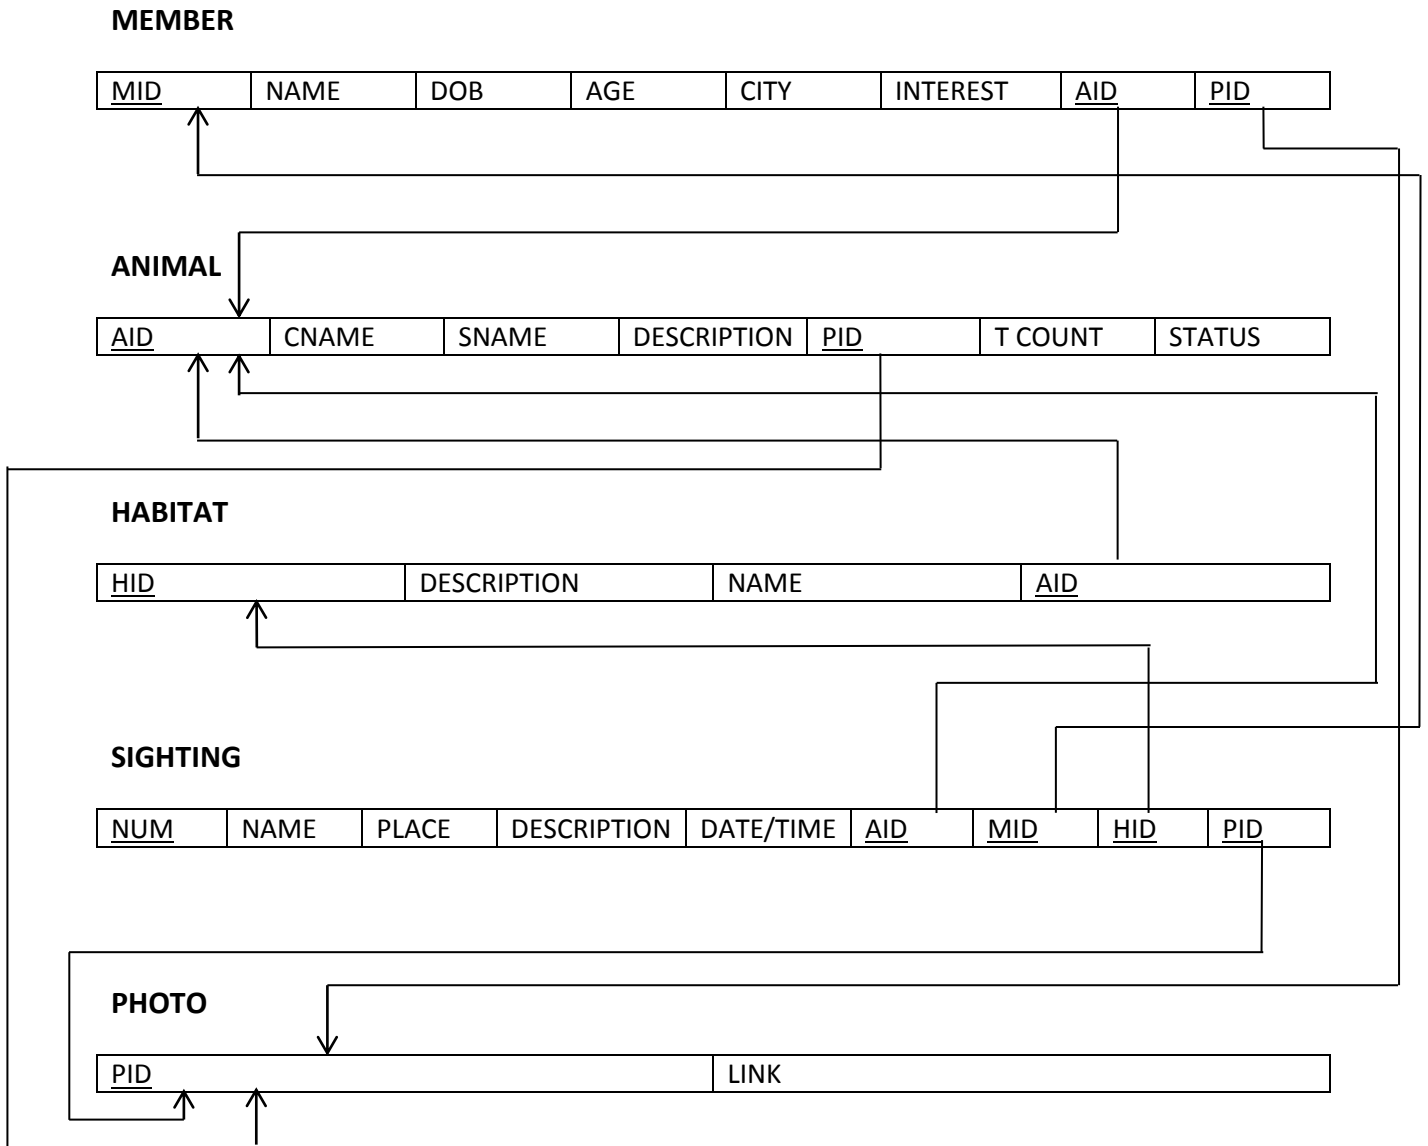 MEMBER
MID NAME DOB AGE CITY INTEREST AID PID
ANIMAL
AID CNAME SNAME DESCRIPTION PID T COUNT STATUS
HABITAT
HID DESCRIPTION NAME AID
SIGHTING
NUM NAME PLACE DESCRIPTION DATE/TIME AID MID HID PID
PHOTO
PID LINK